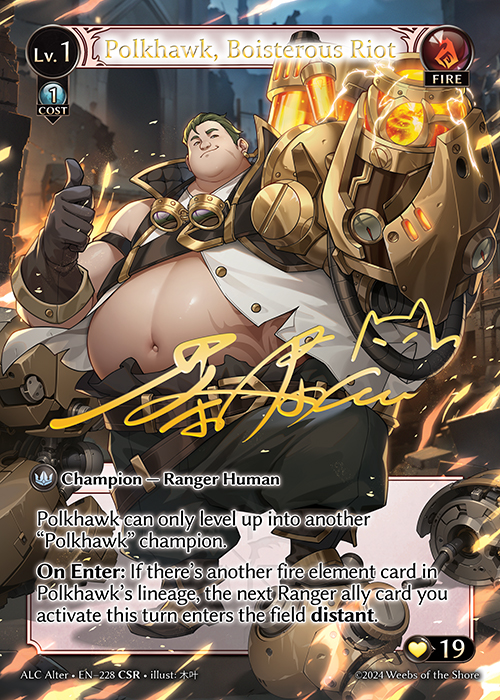 Lv. 1
Polkhawk, Boisterous Riot
FIRE
1
COST
Champion — Ranger Human
Polkhawk can only level up into another
“Polkhawk” champion.
On Enter: If there's another fire element card in
Polkhawk's lineage, the next Ranger ally card you
activate this turn enters the field distant.
19
ALC Alter • EN-228 CSR • illust: 木叶
©2024 Weebs of the Shore